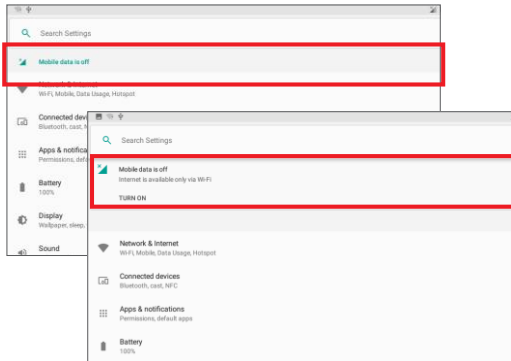 Search Settings
Mobile data is off
Network & Internet
Wi-Fi, Mobile, Data Usage, Hotspot
Connected dev
Bluetooth, cast, N
Apps & notifica
Permissions, defa
Battery
100%
Display
Wallpaper, sleep,
Sound
Search Settings
Mobile data is off
Internet is available only via Wi-Fi
TURN ON
Network & Internet
Wi-Fi, Mobile, Data Usage, Hotspot
Connected devices
Bluetooth, cast, NFC
Apps & notifications
Permissions, default apps
Battery
100%